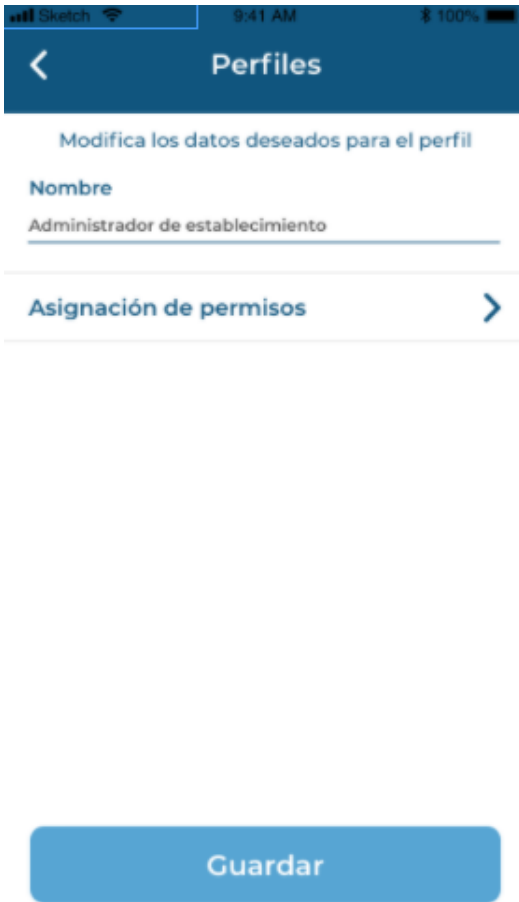 Sketch 9:41 AM 100%
Perfiles
Modifica los datos deseados para el perfil
Nombre
Administrador de establecimiento
Asignación de permisos
Guardar